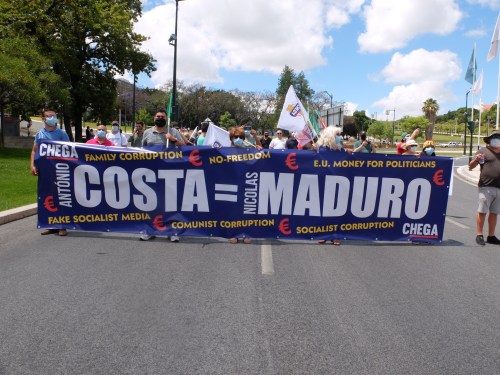 CHEGA FAMILY CORRUPTION NO-FREEDOM E.U. MONEY FOR POLITICIANS
ANTÓNIO COSTA = NICOLAS MADURO
FAKE SOCIALIST MEDIA COMUNIST CORRUPTION SOCIALIST CORRUPTION CHEGA